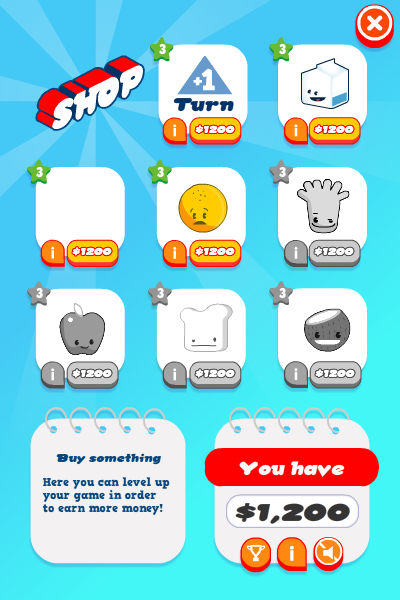 SHOP
3
+1
Turn
i
$1200
3
i
$1200
3
i
$1200
3
i
$1200
3
i
$1200
3
i
$1200
3
i
$1200
3
i
$1200
Buy something
Here you can level up
your game in order
to earn more money!
You have
$1,200
i